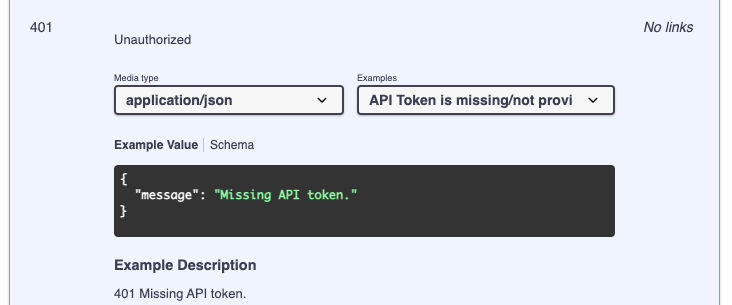 401
No links
Unauthorized
Media type
Examples
application/json
API Token is missing/not provi
Example Value
Schema
{
"message": "Missing API token."
}
Example Description
401 Missing API token.